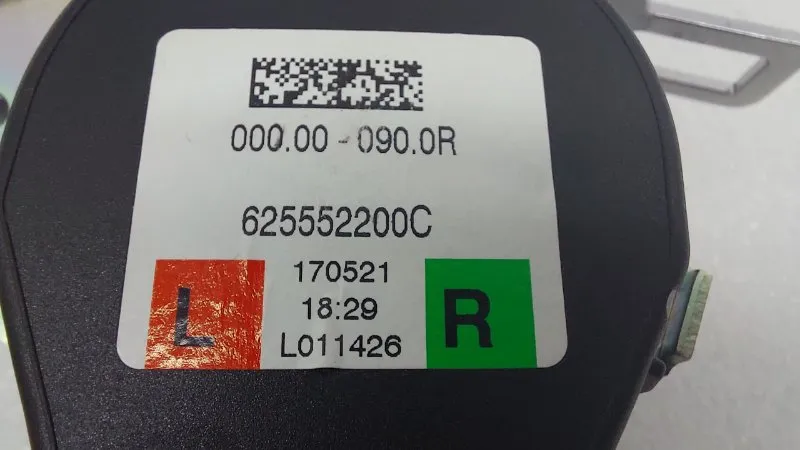 000.00 - 090.0R
625552200C
170521
18:29
L011426
L
R